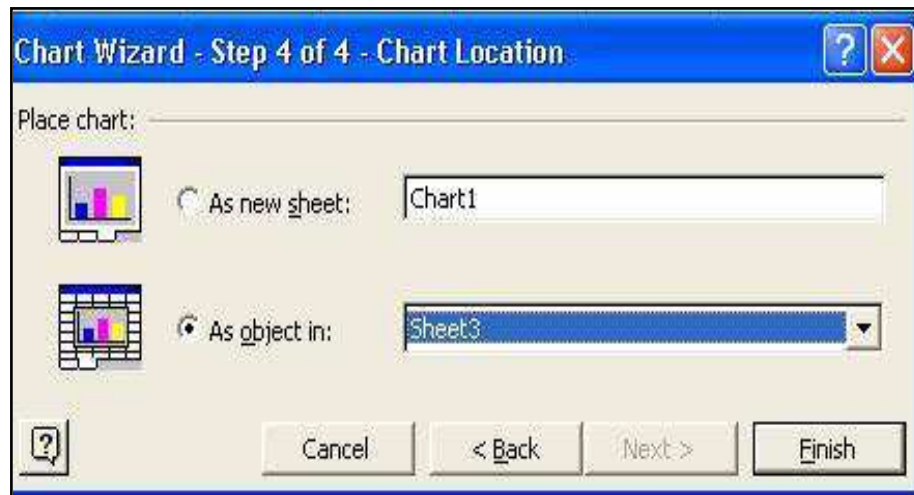 Chart Wizard - Step 4 of 4 - Chart Location ?
Place chart:
As new sheet: Chart1
As object in: Sheet3
? Cancel < Back Next > Finish